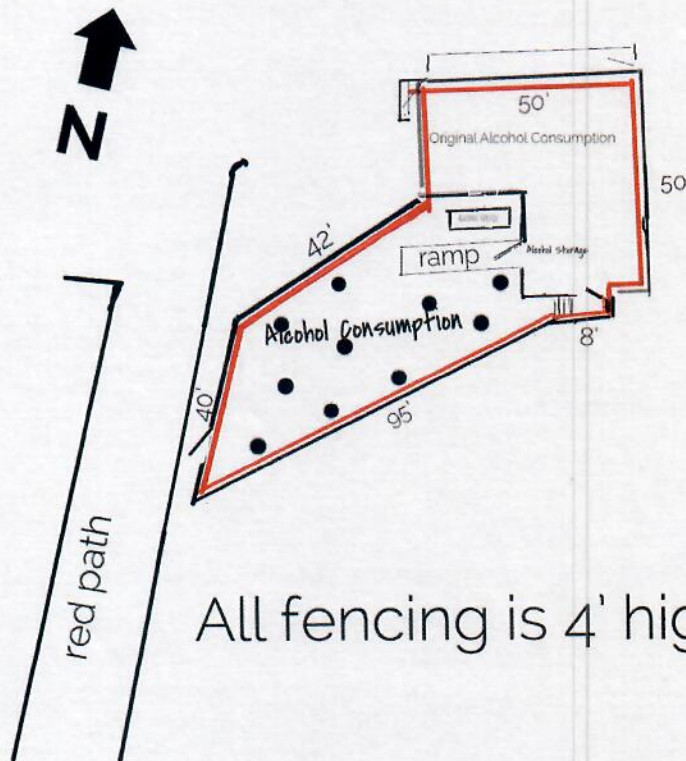 N
50'
Original Alcohol Consumption
50
42'
ramp
Alcohol Storage
Alcohol Consumption
8'
40'
95'
red path
All fencing is 4' hig